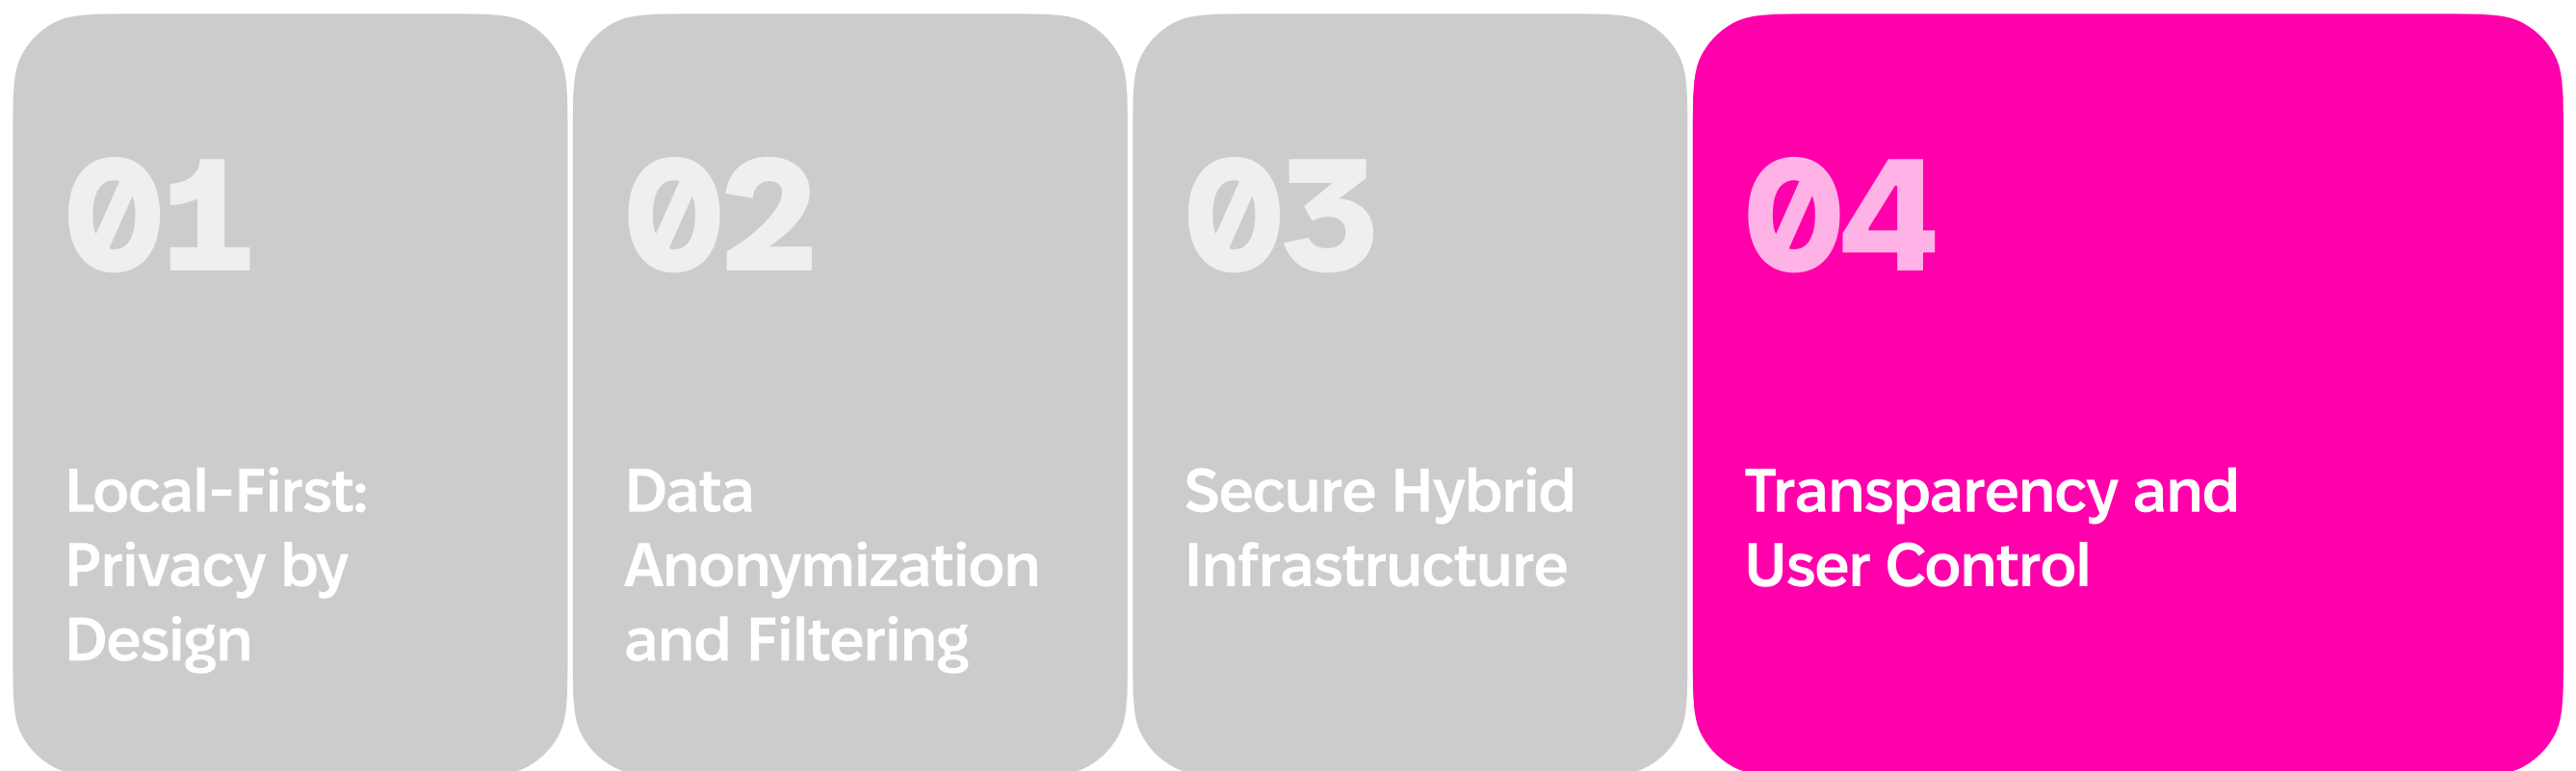 01
Local-First:
Privacy by
Design
02
Data
Anonymization
and Filtering
03
Secure Hybrid
Infrastructure
04
Transparency and
User Control